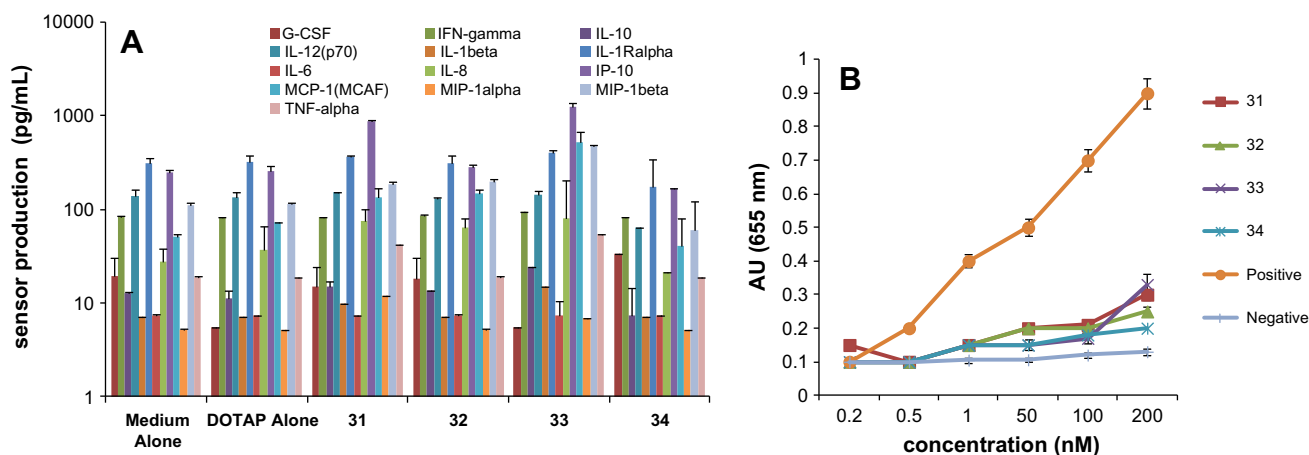 A
sensor production (pg/mL)
10000
1000
100
10
1
G-CSF IFN-gamma IL-10
IL-12(p70) IL-1beta IL-1Ralpha
IL-6 IL-8 IP-10
MCP-1(MCAF) MIP-1alpha MIP-1beta
TNF-alpha
Medium Alone DOTAP Alone 31 32 33 34
B
AU (655 nm)
1
0.9
0.8
0.7
0.6
0.5
0.4
0.3
0.2
0.1
0
0.2 0.5 1 50 100 200
concentration (nM)
31
32
33
34
Positive
Negative